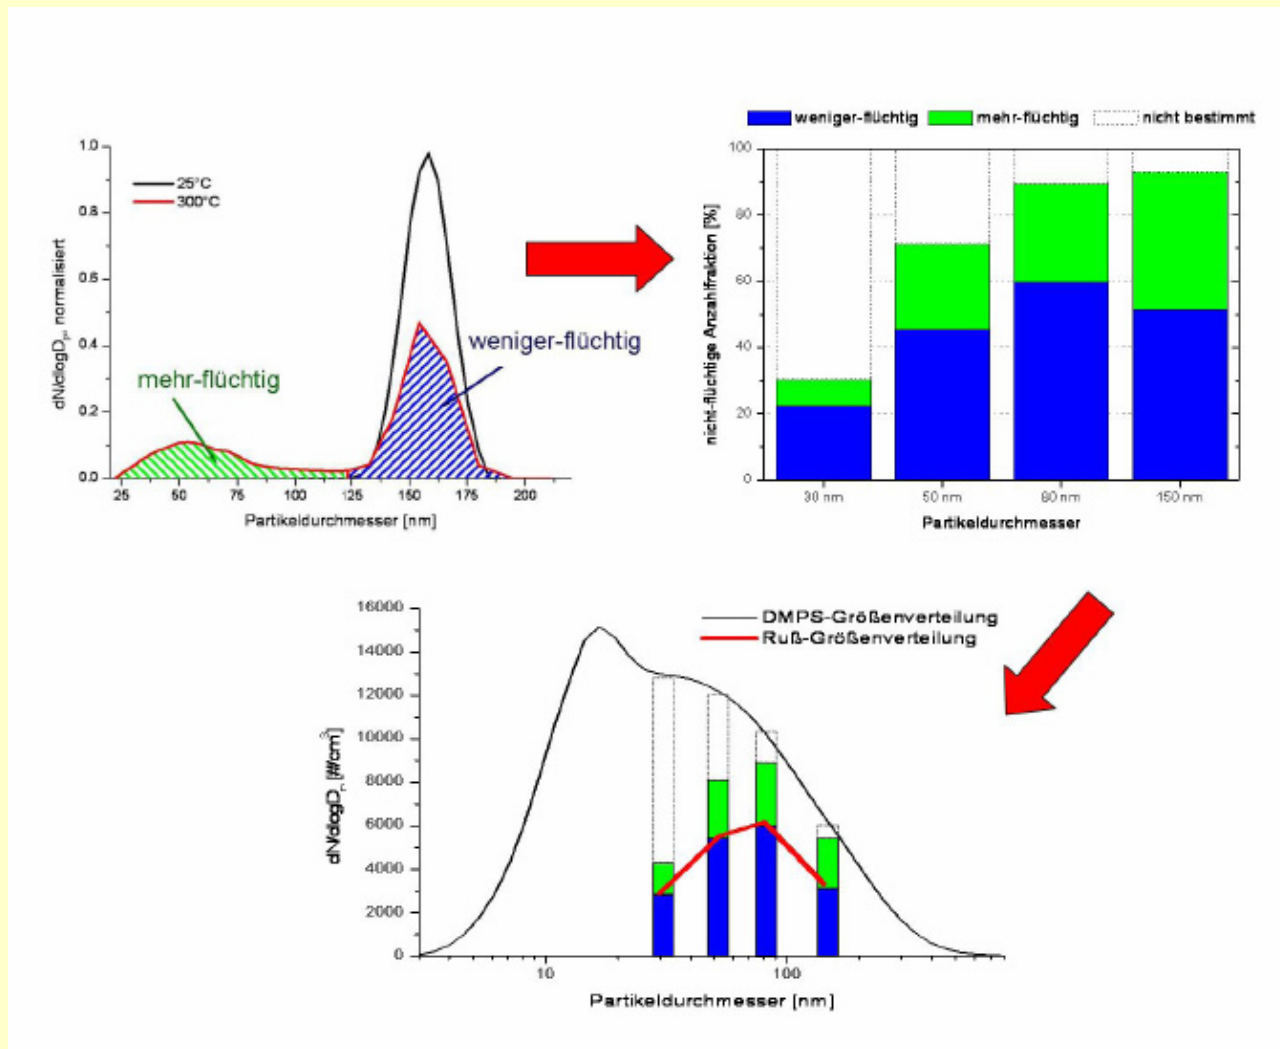 1.0
0.8
0.6
0.4
0.2
0.0
25°C
300°C
mehr-flüchtig
weniger-flüchtig
25 50 75 100 125 150 175 200
Partikeldurchmesser [nm]
dN/dlogDp, normalisiert
weniger-flüchtig mehr-flüchtig nicht bestimmt
100
80
60
40
20
0
nicht-flüchtige Anzahlfraktion [%]
30 nm 50 nm 80 nm 150 nm
Partikeldurchmesser
16000
14000
12000
10000
8000
6000
4000
2000
0
DMPS-Größenverteilung
Ruß-Größenverteilung
dN/dlogDp [#/cm³]
10 100
Partikeldurchmesser [nm]